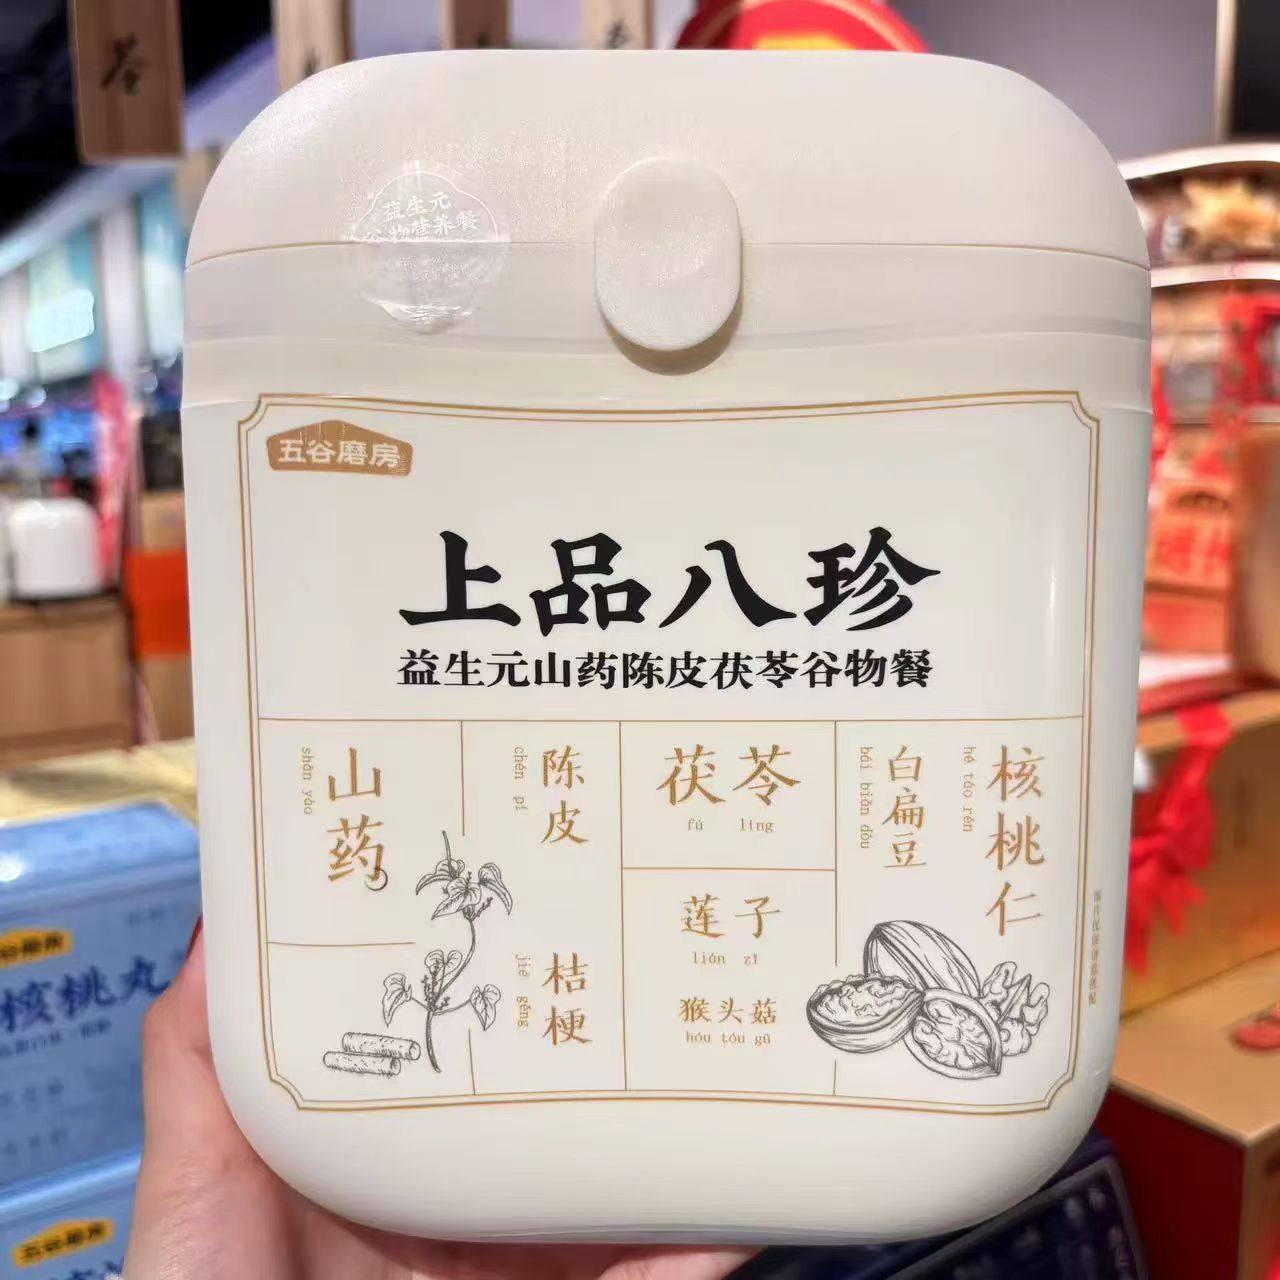 益生元
物营养餐
五谷磨房
上品八珍
益生元山药陈皮茯苓谷物餐
山药
shān yào
陈皮
chén pí
桔梗
jié gěng
茯苓
fú líng
莲子
lián zǐ
猴头菇
hóu tóu gū
白扁豆
bái biǎn dòu
核桃仁
hé táo rén
五谷磨房
核桃丸
五谷磨房